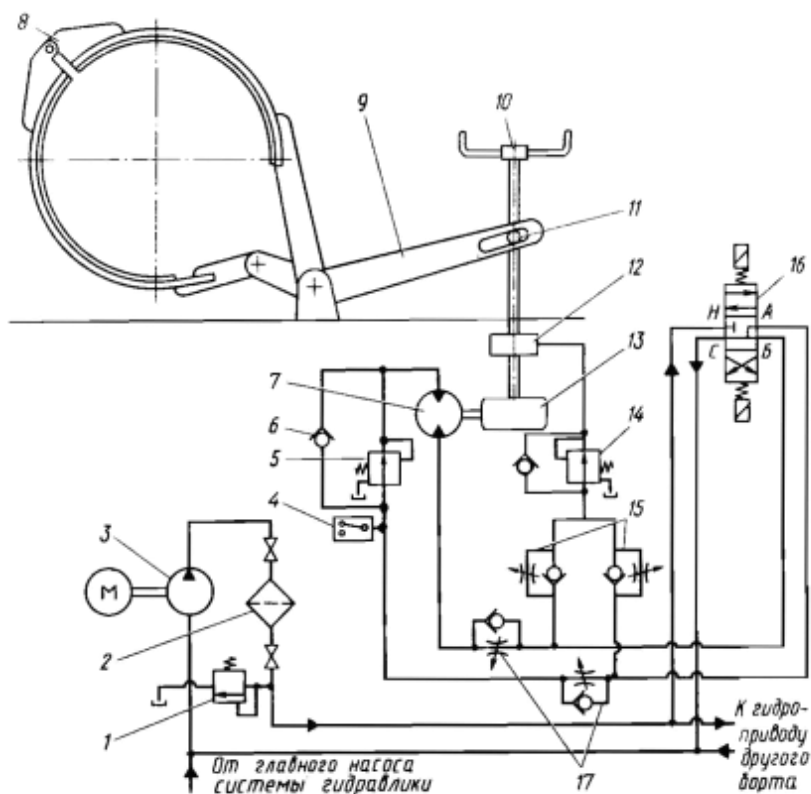 8
9
10
11
12
16
Н А
С Б
13
7
6
14
5
4
15
3
М
2
1
17
К гидро-
приводу
другого
борта
От главного насоса
системы гидравлики